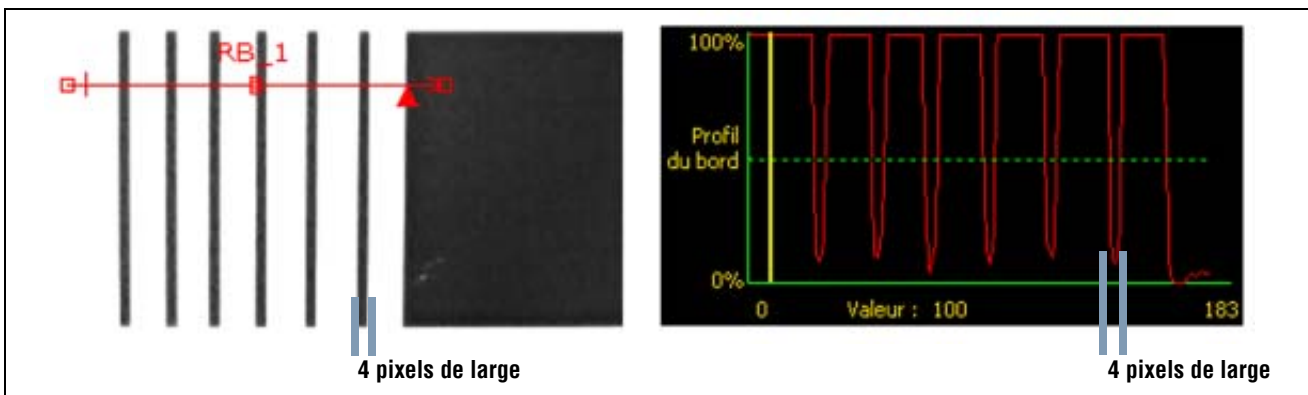 RB_1
4 pixels de large
100%
Profil
du bord
0%
0 Valeur : 100 183
4 pixels de large